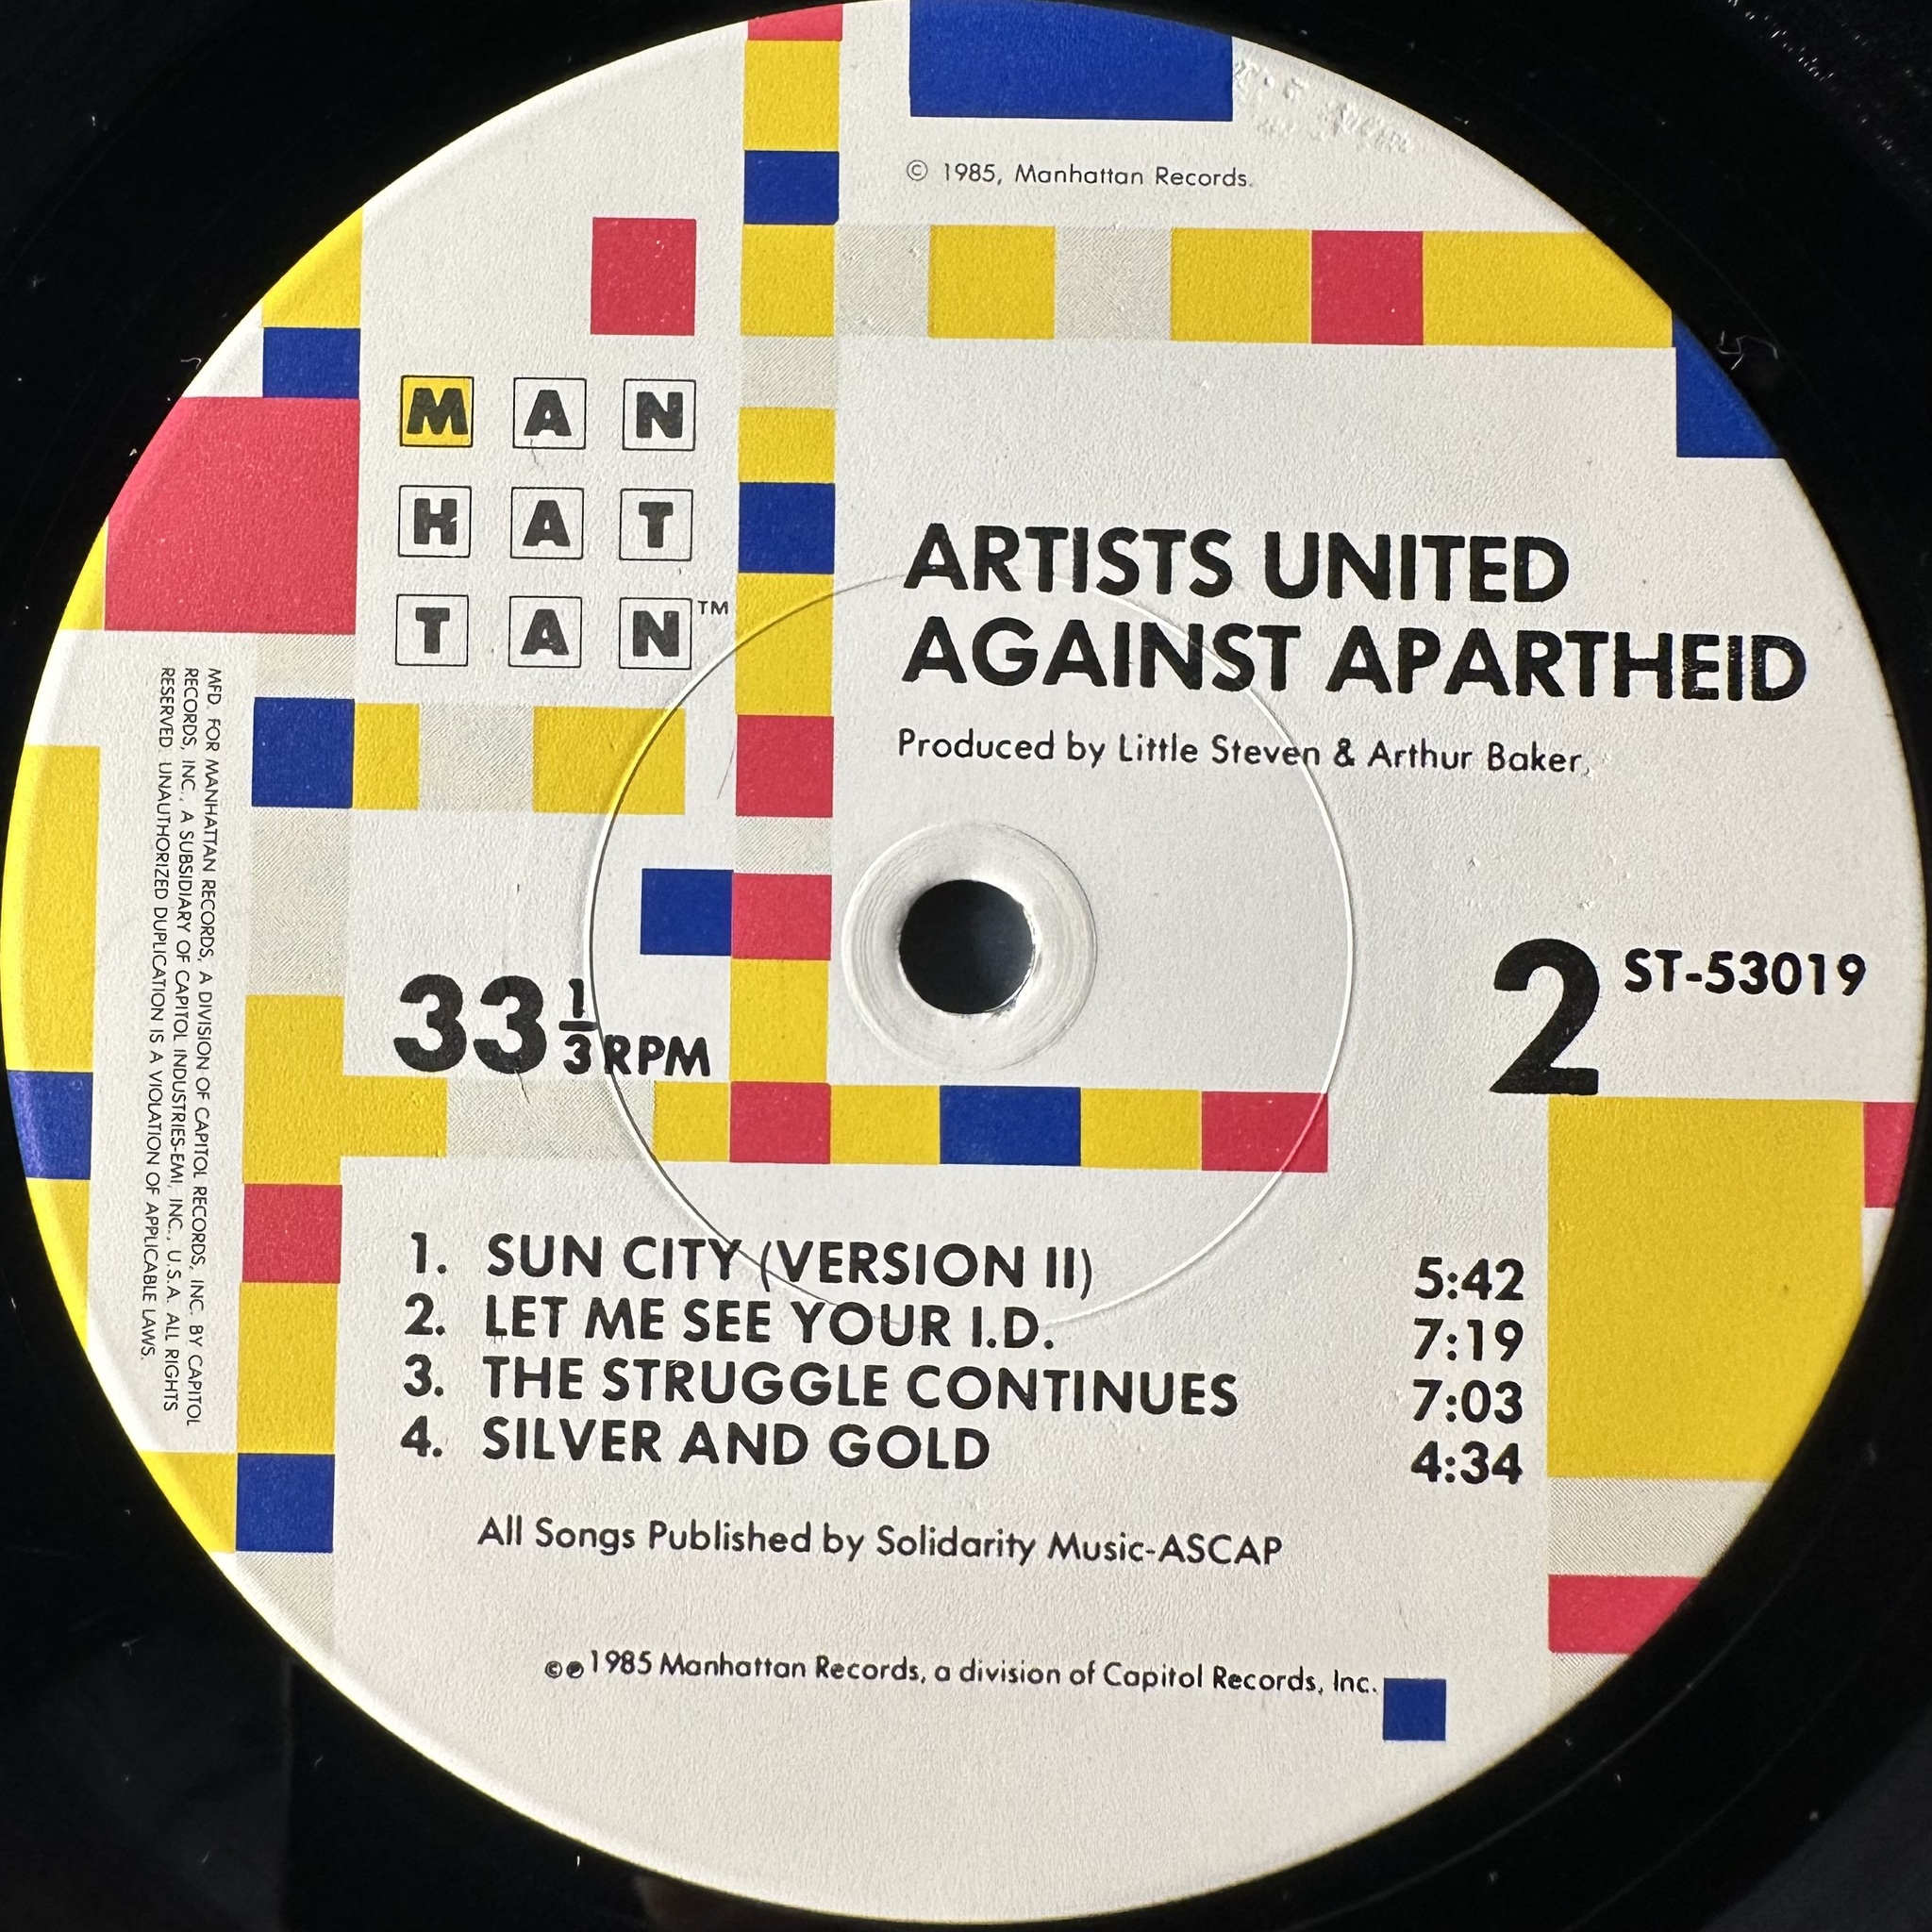 © 1985, Manhattan Records.
M A N
H A T
T A N™
ARTISTS UNITED
AGAINST APARTHEID
Produced by Little Steven & Arthur Baker.
MFD. FOR MANHATTAN RECORDS, A DIVISION OF CAPITOL RECORDS, INC. BY CAPITOL
RECORDS, INC., A SUBSIDIARY OF CAPITOL INDUSTRIES-EMI, INC., U.S.A. ALL RIGHTS
RESERVED. UNAUTHORIZED DUPLICATION IS A VIOLATION OF APPLICABLE LAWS.
33 1/3 RPM
2 ST-53019
1. SUN CITY (VERSION II) 5:42
2. LET ME SEE YOUR I.D. 7:19
3. THE STRUGGLE CONTINUES 7:03
4. SILVER AND GOLD 4:34
All Songs Published by Solidarity Music-ASCAP
©℗1985 Manhattan Records, a division of Capitol Records, Inc.